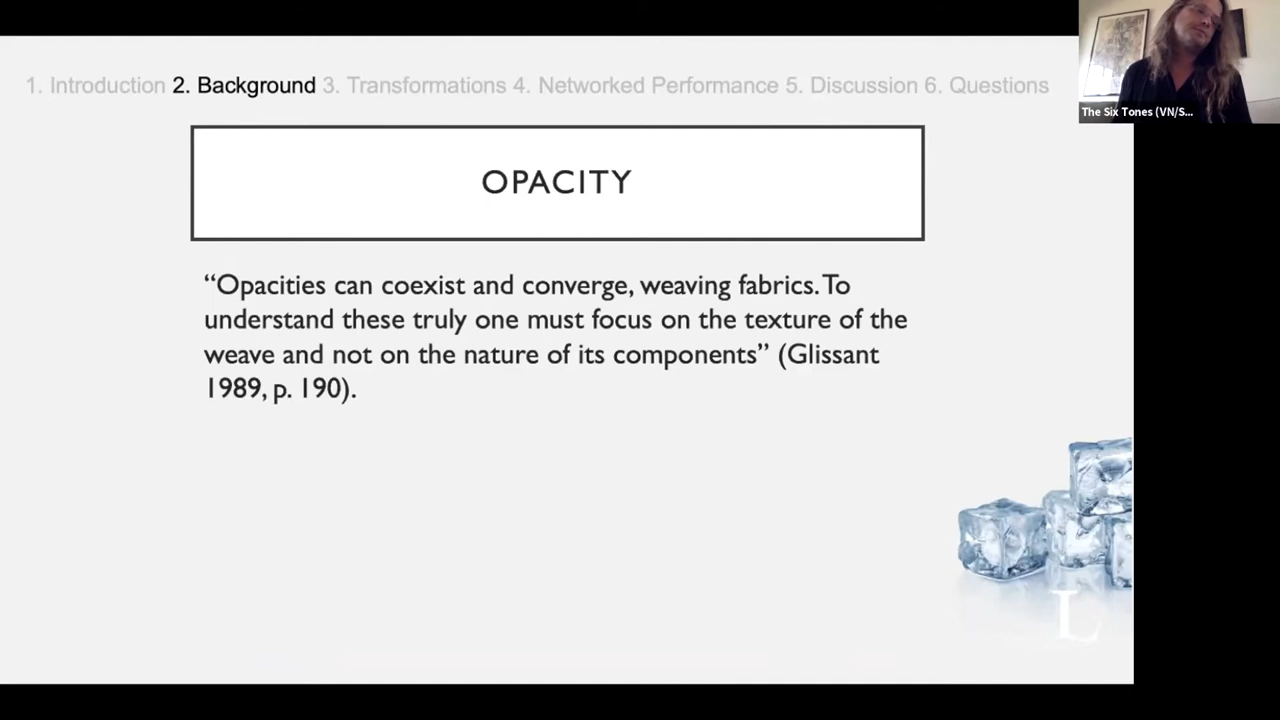 1. Introduction 2. Background 3. Transformations 4. Networked Performance 5. Discussion 6. Questions
The Six Tones (VN/S...
OPACITY
“Opacities can coexist and converge, weaving fabrics. To
understand these truly one must focus on the texture of the
weave and not on the nature of its components” (Glissant
1989, p. 190).
L